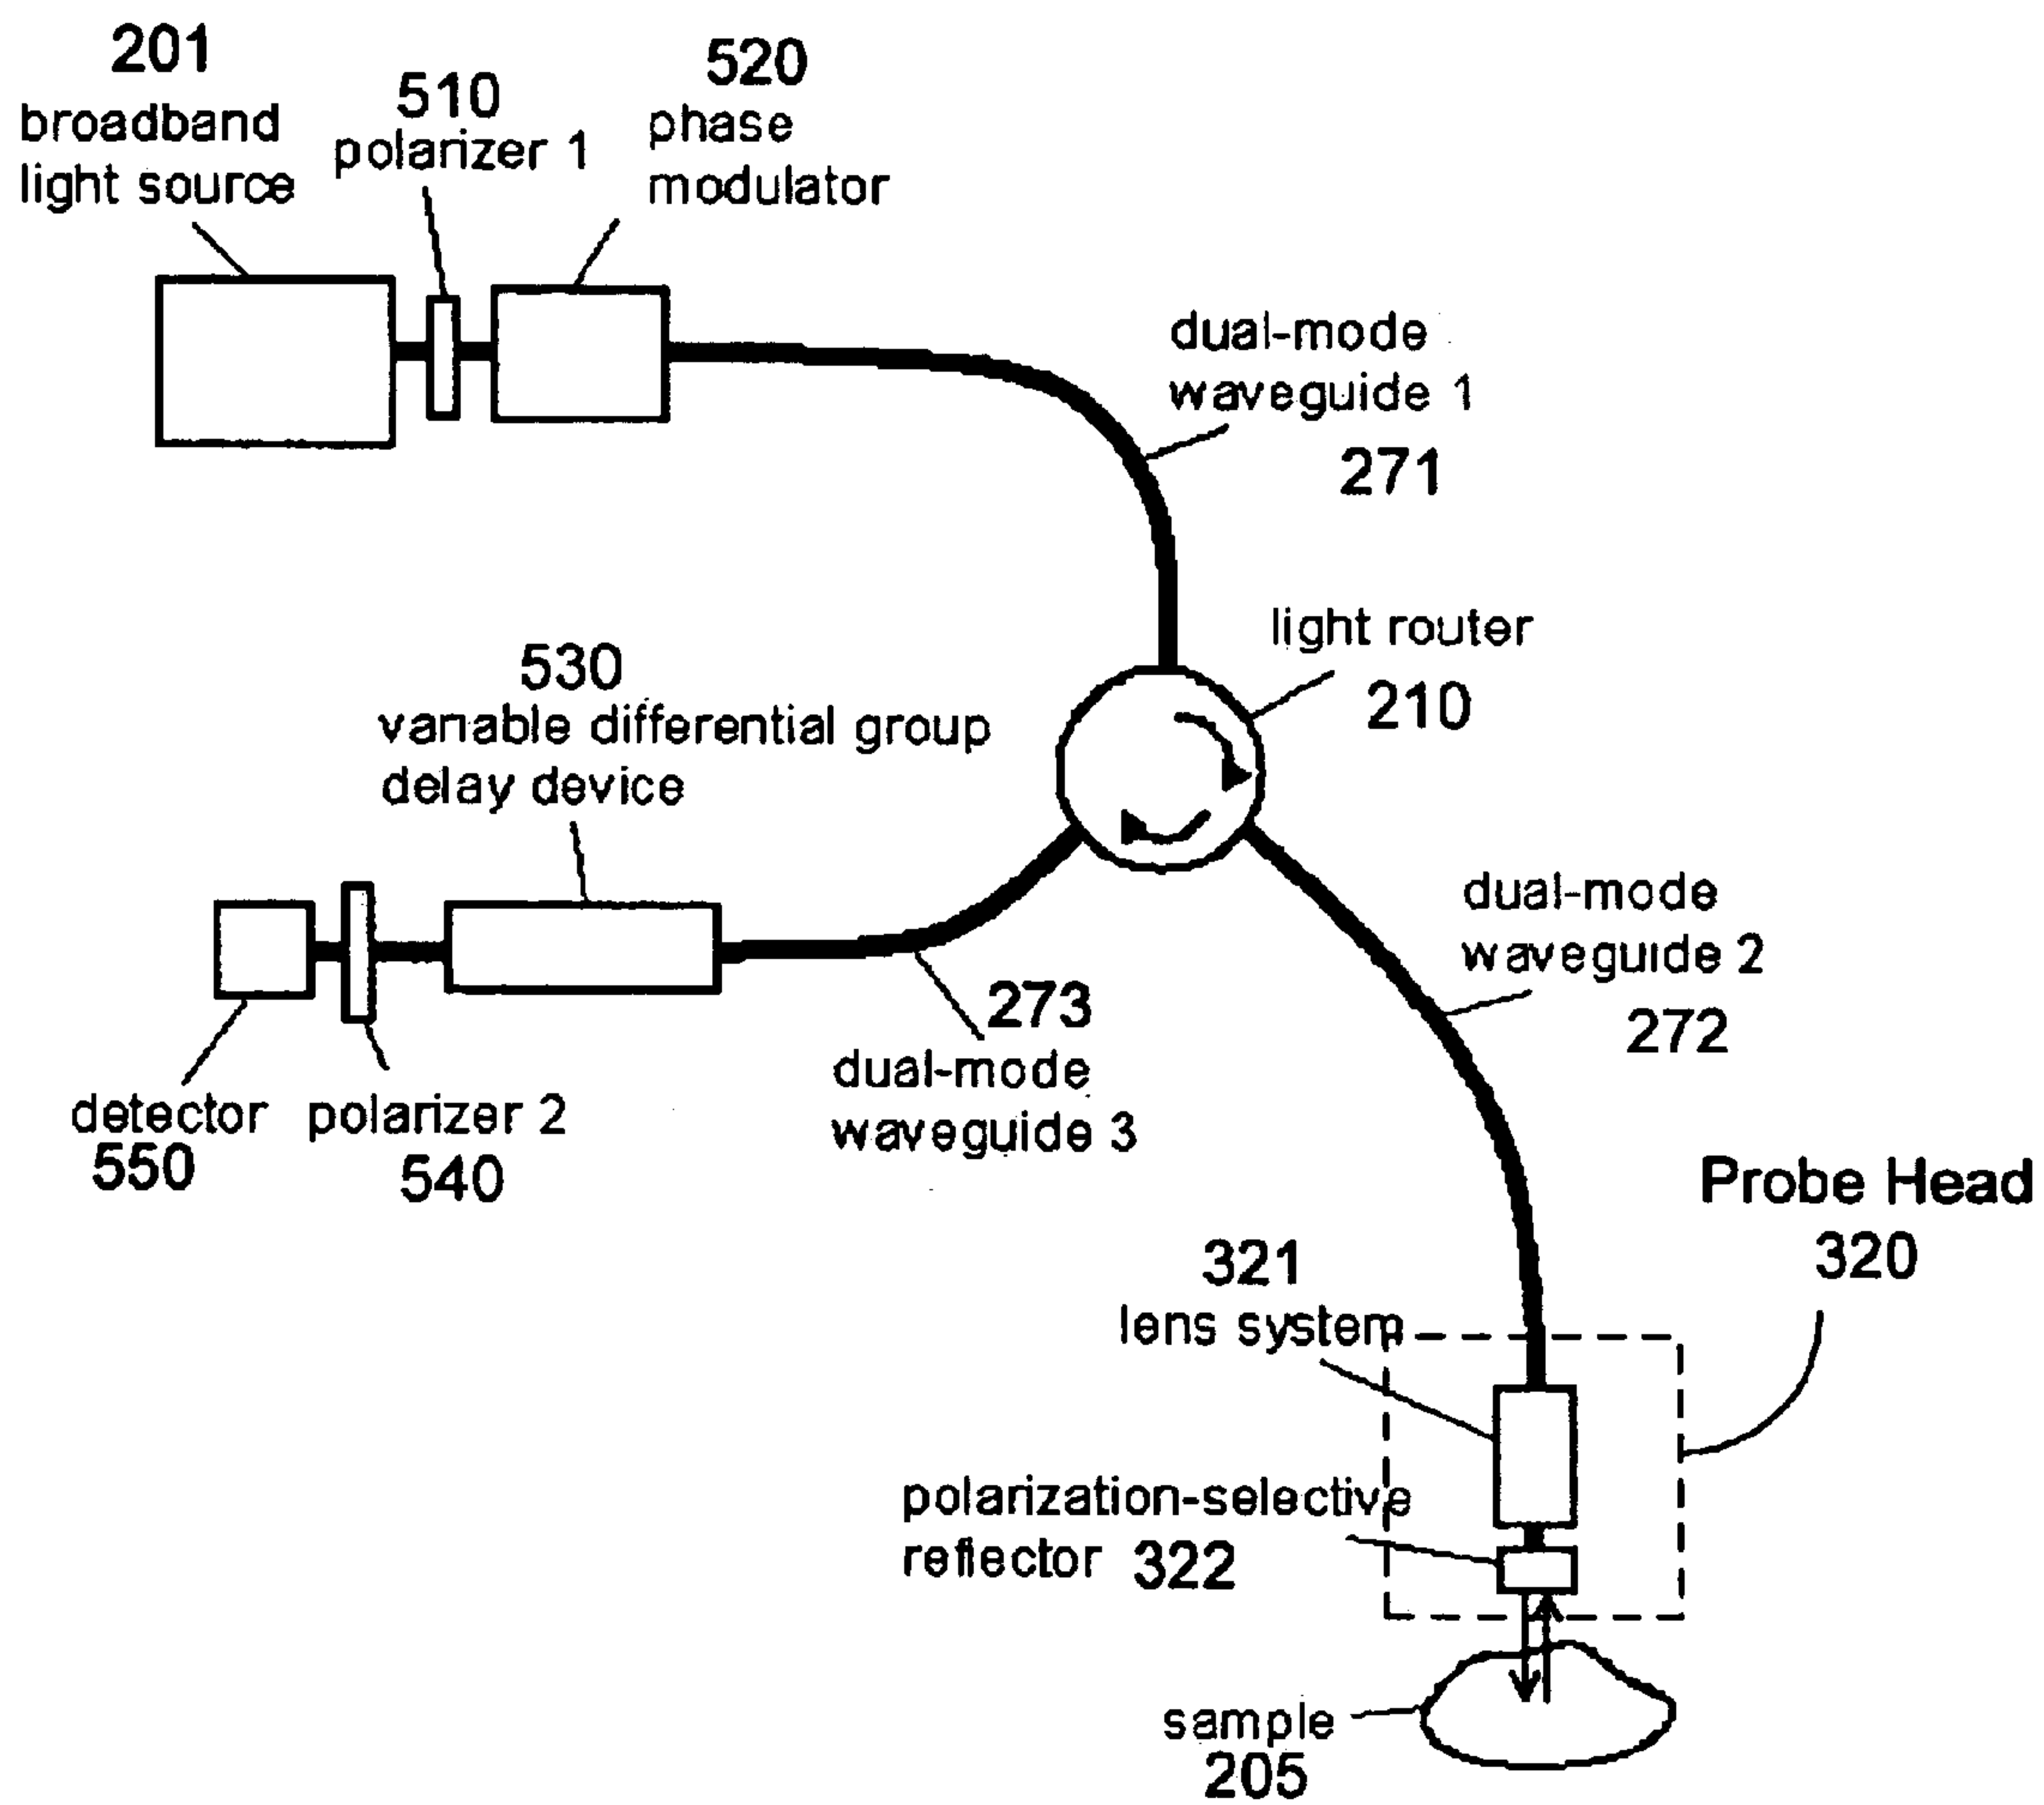 201
broadband
light source
510
polarizer 1
520
phase
modulator
dual-mode
waveguide 1
271
light router
210
530
variable differential group
delay device
dual-mode
waveguide 2
272
273
dual-mode
waveguide 3
detector
550
polarizer 2
540
Probe Head
320
321
lens system
polarization-selective
reflector 322
sample
205